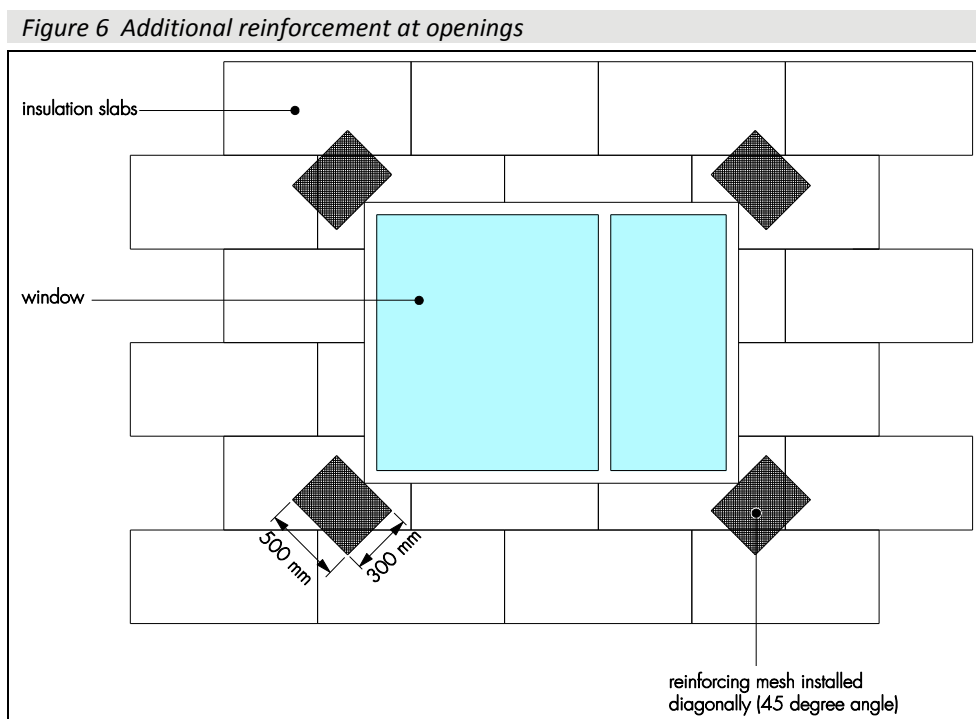 Figure 6 Additional reinforcement at openings
insulation slabs
window
500 mm
300 mm
reinforcing mesh installed
diagonally (45 degree angle)